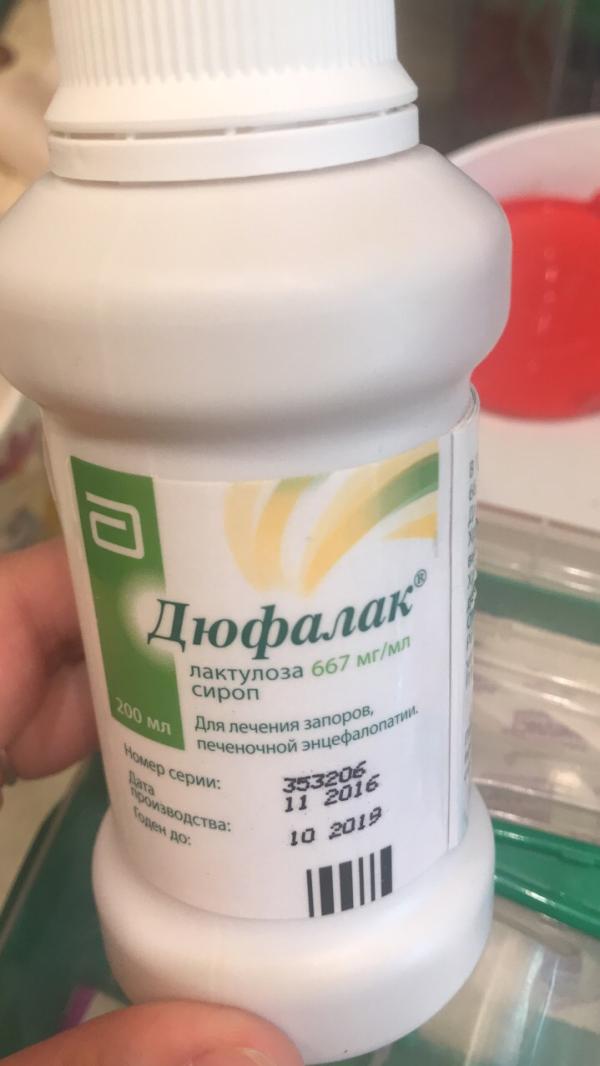 Дюфалак®
лактулоза 667 мг/мл
сироп
200 мл
Для лечения запоров,
печеночной энцефалопатии.
Номер серии: 353206
Дата
производства: 11 2016
Годен до: 10 2019